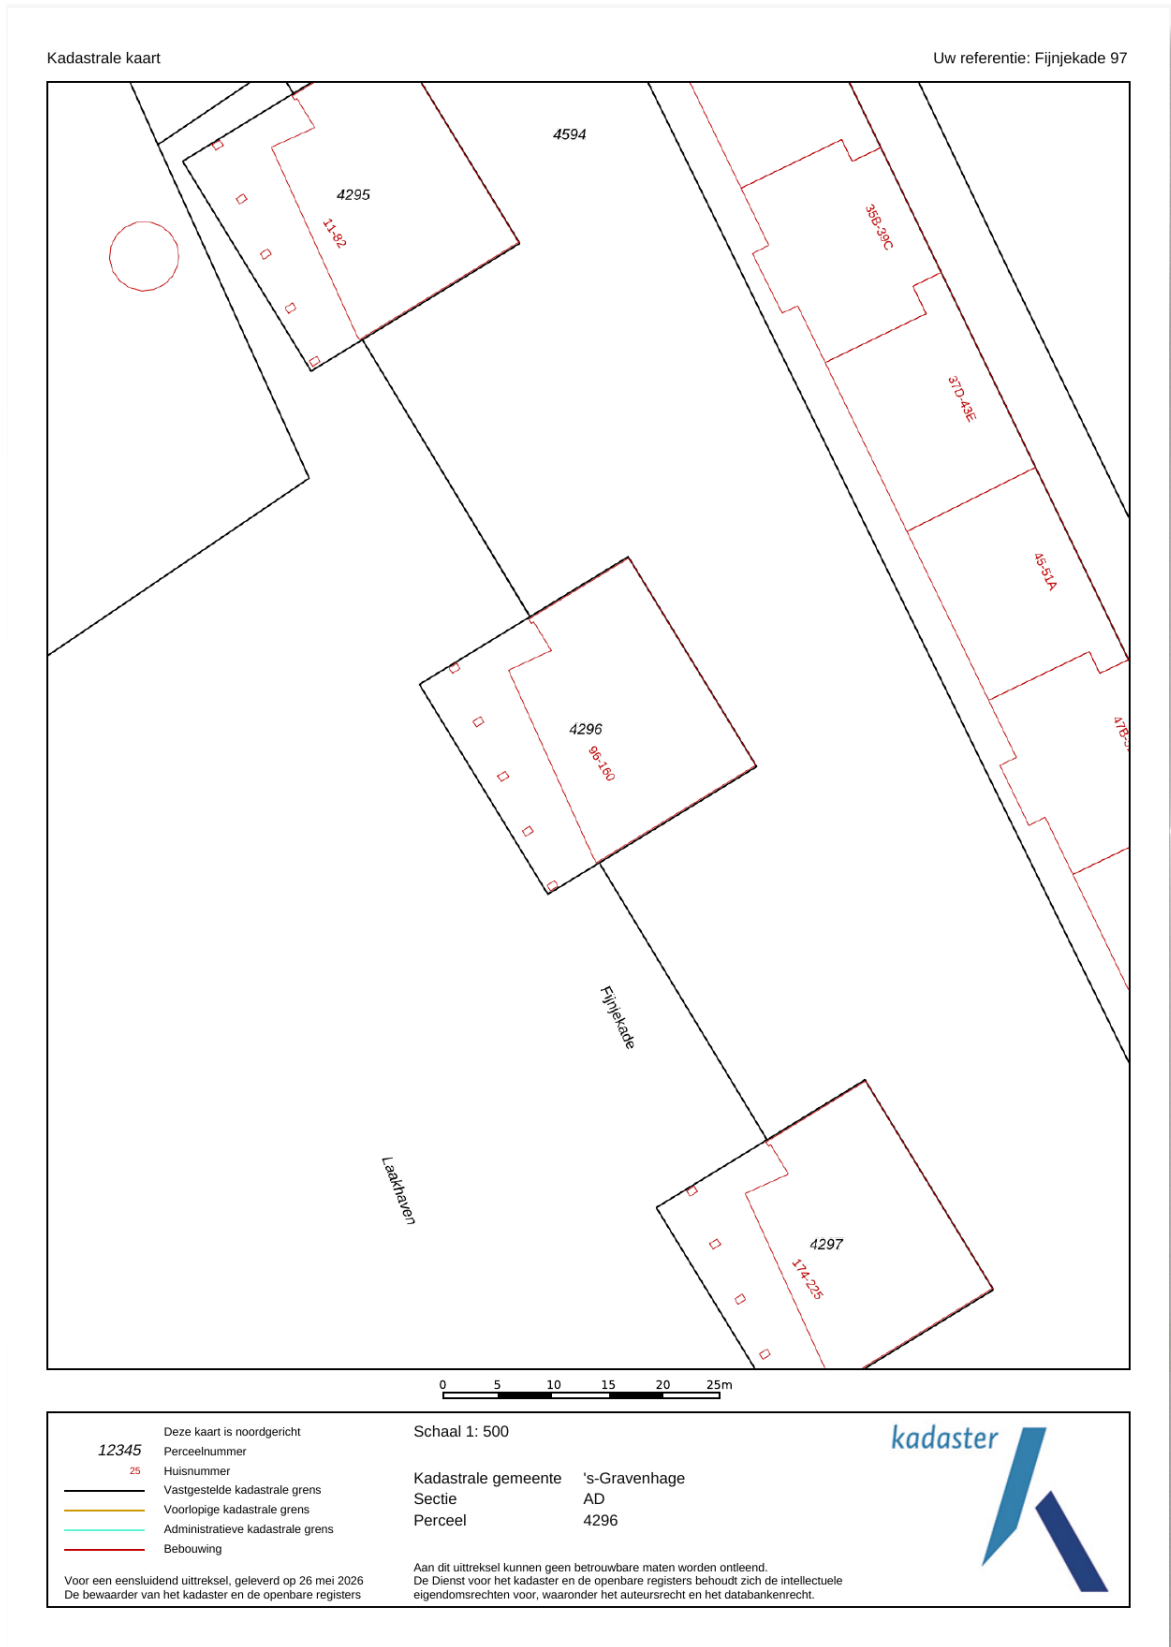 Kadastrale kaart
Uw referentie: Fijnjekade 97
4594
4295
11-82
35B-39C
37D-43E
45-51A
47B-
4296
96-160
Fijnjekade
Laakhaven
4297
174-225
0 5 10 15 20 25m
Deze kaart is noordgericht
12345 Perceelnummer
25 Huisnummer
Vastgestelde kadastrale grens
Voorlopige kadastrale grens
Administratieve kadastrale grens
Bebouwing
Voor een eensluidend uittreksel, geleverd op 26 mei 2026
De bewaarder van het kadaster en de openbare registers
Schaal 1: 500
Kadastrale gemeente 's-Gravenhage
Sectie AD
Perceel 4296
Aan dit uittreksel kunnen geen betrouwbare maten worden ontleend.
De Dienst voor het kadaster en de openbare registers behoudt zich de intellectuele
eigendomsrechten voor, waaronder het auteursrecht en het databankenrecht.
kadaster